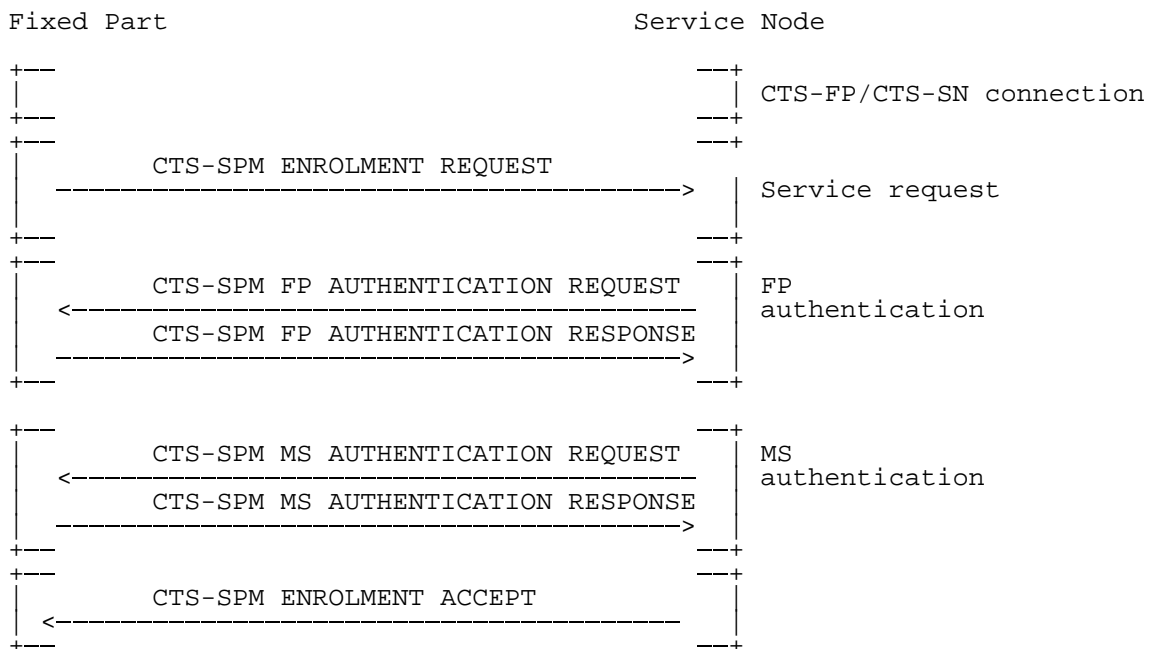 Fixed Part Service Node
CTS-FP/CTS-SN connection
CTS-SPM ENROLMENT REQUEST
Service request
CTS-SPM FP AUTHENTICATION REQUEST FP
authentication
CTS-SPM FP AUTHENTICATION RESPONSE
CTS-SPM MS AUTHENTICATION REQUEST MS
authentication
CTS-SPM MS AUTHENTICATION RESPONSE
CTS-SPM ENROLMENT ACCEPT